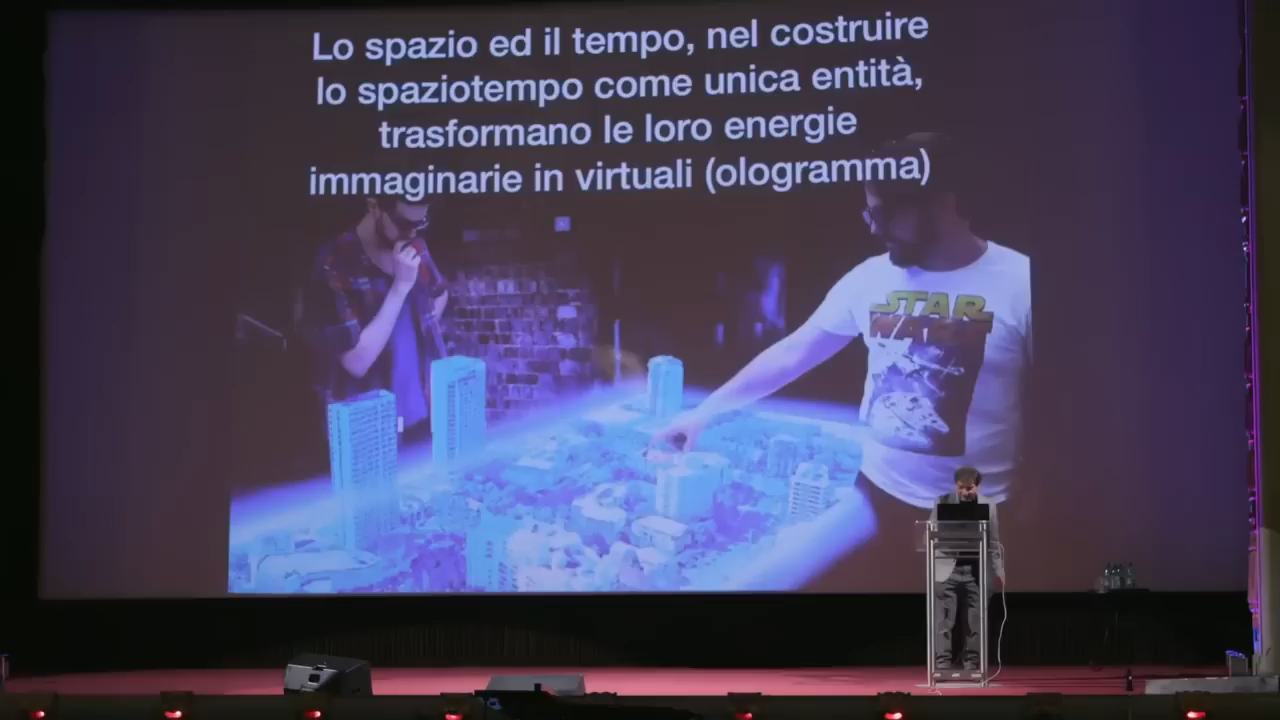 Lo spazio ed il tempo, nel costruire
lo spaziotempo come unica entità,
trasformano le loro energie
immaginarie in virtuali (ologramma)
STAR
WARS